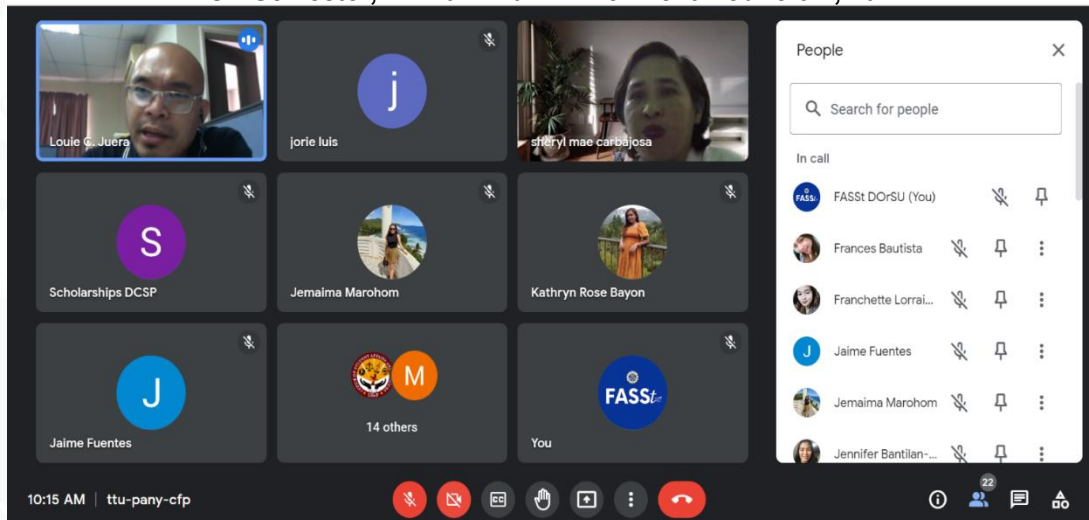 People
Search for people
In call
Louie C. Juera
j
jorie luis
sheryl mae carbajosa
FASSt DOrSU (You)
Frances Bautista
S
Scholarships DCSP
Jemaima Marohom
Kathryn Rose Bayon
Franchette Lorrai...
J
Jaime Fuentes
Jemaima Marohom
J
Jaime Fuentes
M
14 others
FASSt
You
Jennifer Bantilan-...
10:15 AM | ttu-pany-cfp
CC
22